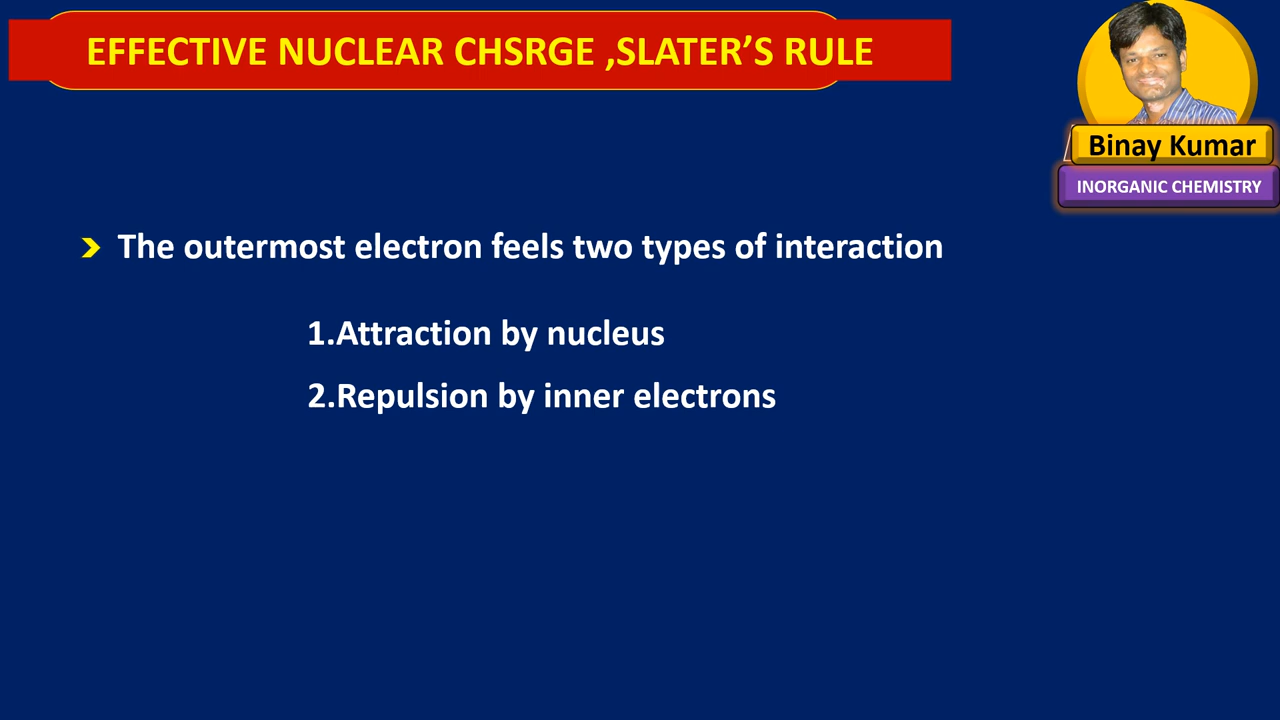 EFFECTIVE NUCLEAR CHSRGE ,SLATER’S RULE
Binay Kumar
INORGANIC CHEMISTRY
The outermost electron feels two types of interaction
1.Attraction by nucleus
2.Repulsion by inner electrons